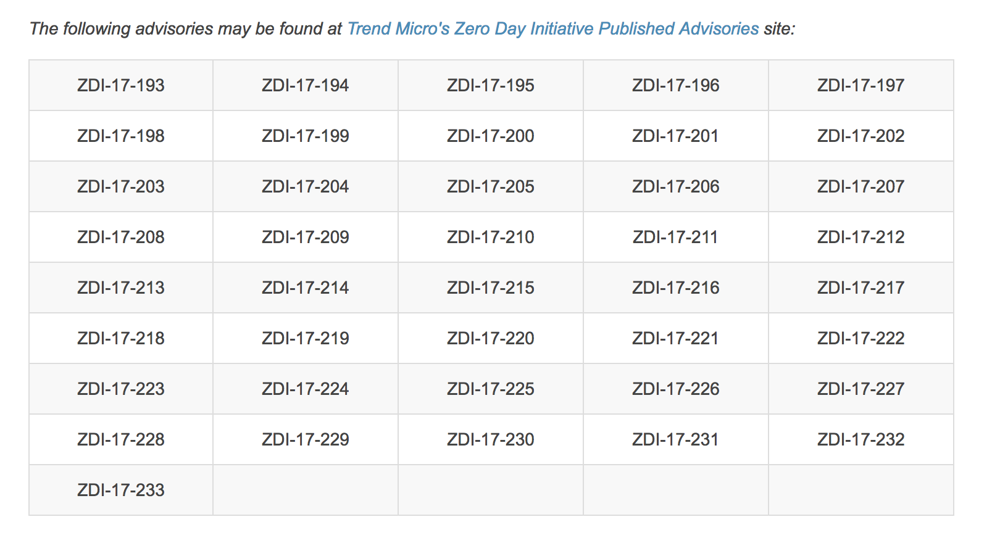 The following advisories may be found at Trend Micro's Zero Day Initiative Published Advisories site:
ZDI-17-193 ZDI-17-194 ZDI-17-195 ZDI-17-196 ZDI-17-197
ZDI-17-198 ZDI-17-199 ZDI-17-200 ZDI-17-201 ZDI-17-202
ZDI-17-203 ZDI-17-204 ZDI-17-205 ZDI-17-206 ZDI-17-207
ZDI-17-208 ZDI-17-209 ZDI-17-210 ZDI-17-211 ZDI-17-212
ZDI-17-213 ZDI-17-214 ZDI-17-215 ZDI-17-216 ZDI-17-217
ZDI-17-218 ZDI-17-219 ZDI-17-220 ZDI-17-221 ZDI-17-222
ZDI-17-223 ZDI-17-224 ZDI-17-225 ZDI-17-226 ZDI-17-227
ZDI-17-228 ZDI-17-229 ZDI-17-230 ZDI-17-231 ZDI-17-232
ZDI-17-233